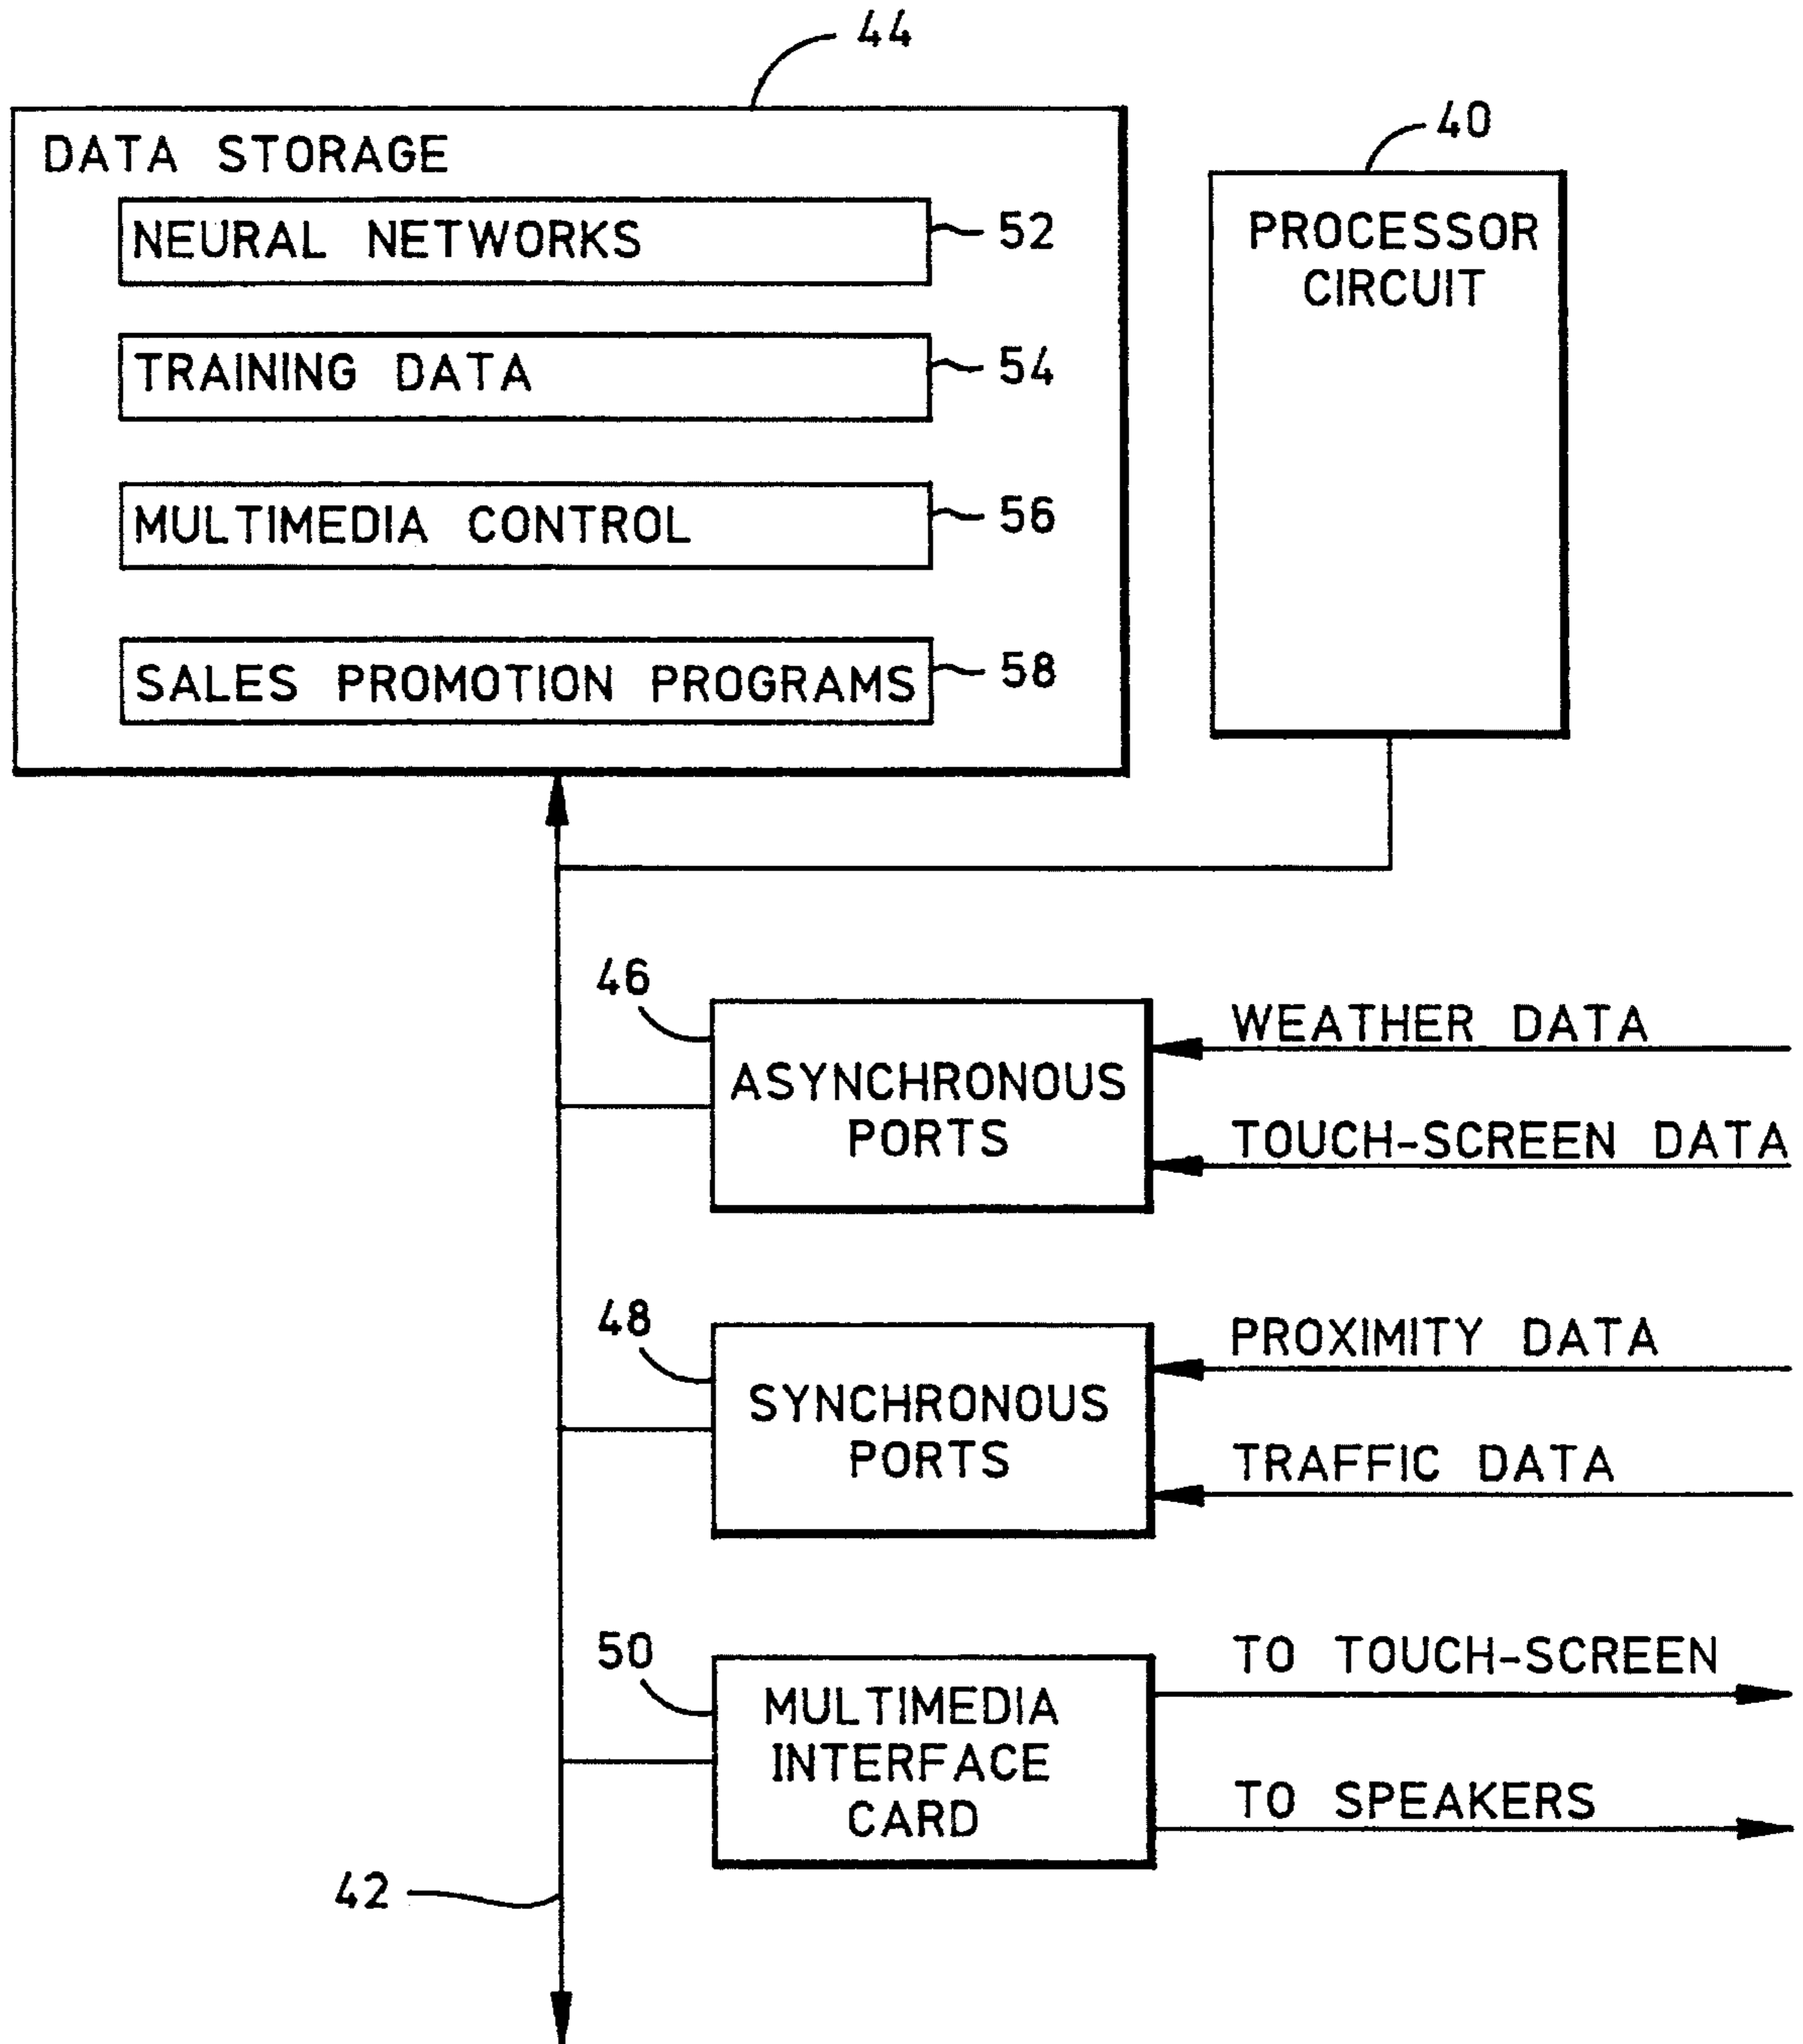 44
DATA STORAGE
NEURAL NETWORKS
52
TRAINING DATA
54
MULTIMEDIA CONTROL
56
SALES PROMOTION PROGRAMS
58
40
PROCESSOR
CIRCUIT
46
ASYNCHRONOUS
PORTS
WEATHER DATA
TOUCH-SCREEN DATA
48
SYNCHRONOUS
PORTS
PROXIMITY DATA
TRAFFIC DATA
50
MULTIMEDIA
INTERFACE
CARD
TO TOUCH-SCREEN
TO SPEAKERS
42